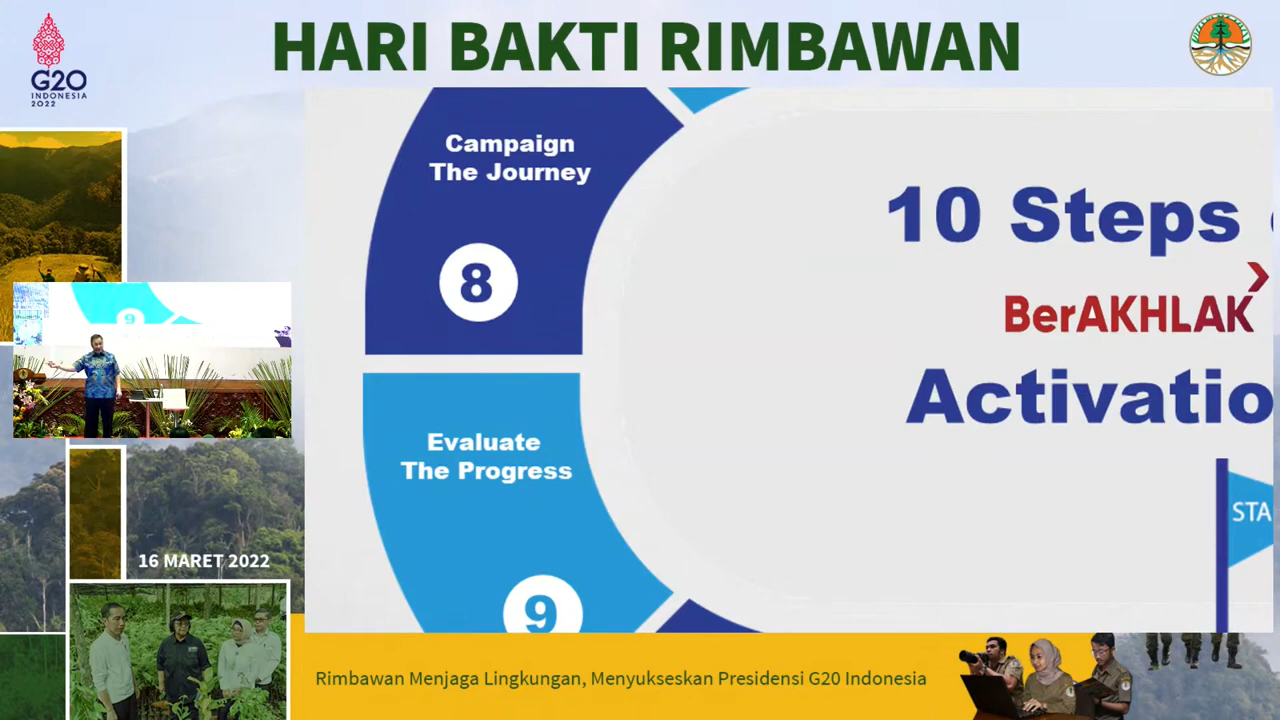 HARI BAKTI RIMBAWAN
G20
INDONESIA
2022
Campaign
The Journey
8
10 Steps
BerAKHLAK
Activatio
Evaluate
The Progress
9
STA
9
16 MARET 2022
Rimbawan Menjaga Lingkungan, Menyukseskan Presidensi G20 Indonesia